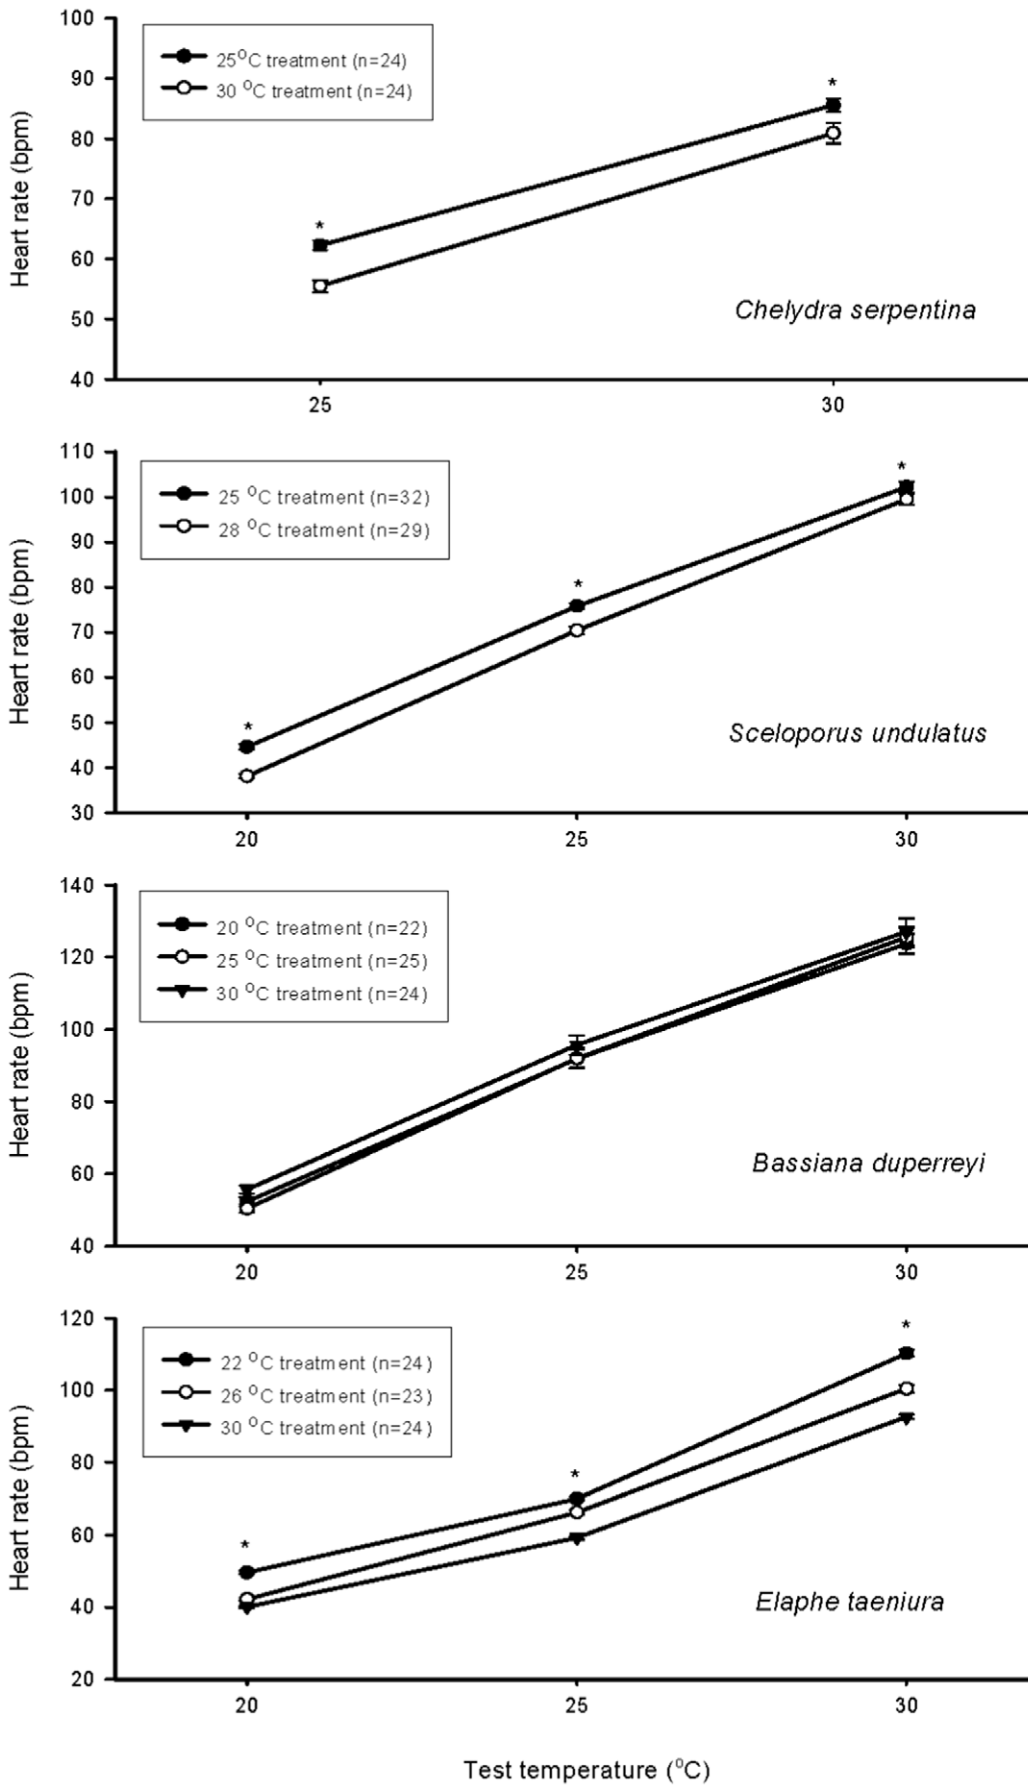 100
90
80
70
60
50
40
Heart rate (bpm)
25°C treatment (n=24)
30 °C treatment (n=24)
*
*
Chelydra serpentina
25
30
110
100
90
80
70
60
50
40
30
Heart rate (bpm)
25 °C treatment (n=32)
28 °C treatment (n=29)
*
*
*
Sceloporus undulatus
20
25
30
140
120
100
80
60
40
Heart rate (bpm)
20 °C treatment (n=22)
25 °C treatment (n=25)
30 °C treatment (n=24)
Bassiana duperreyi
20
25
30
120
100
80
60
40
20
Heart rate (bpm)
22 °C treatment (n=24)
26 °C treatment (n=23)
30 °C treatment (n=24)
*
*
*
Elaphe taeniura
20
25
30
Test temperature (°C)